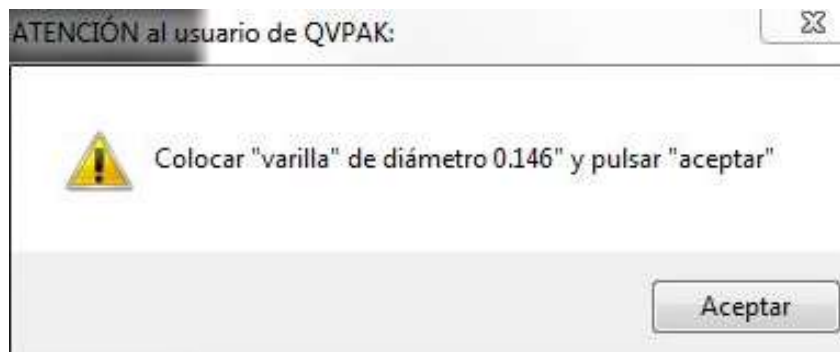 ATENCIÓN al usuario de QVPAK:
Colocar "varilla" de diámetro 0.146" y pulsar "aceptar"
Aceptar